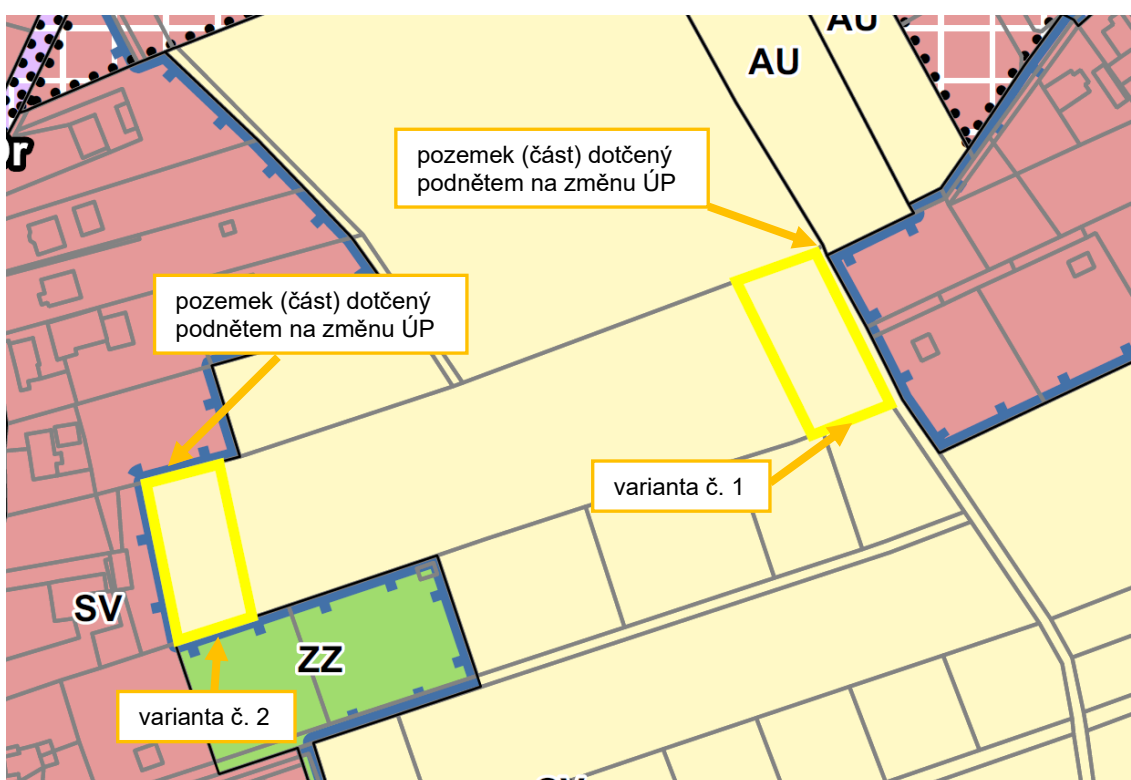 AU
AU
pozemek (část) dotčený
podnětem na změnu ÚP
pozemek (část) dotčený
podnětem na změnu ÚP
varianta č. 1
SV
ZZ
varianta č. 2